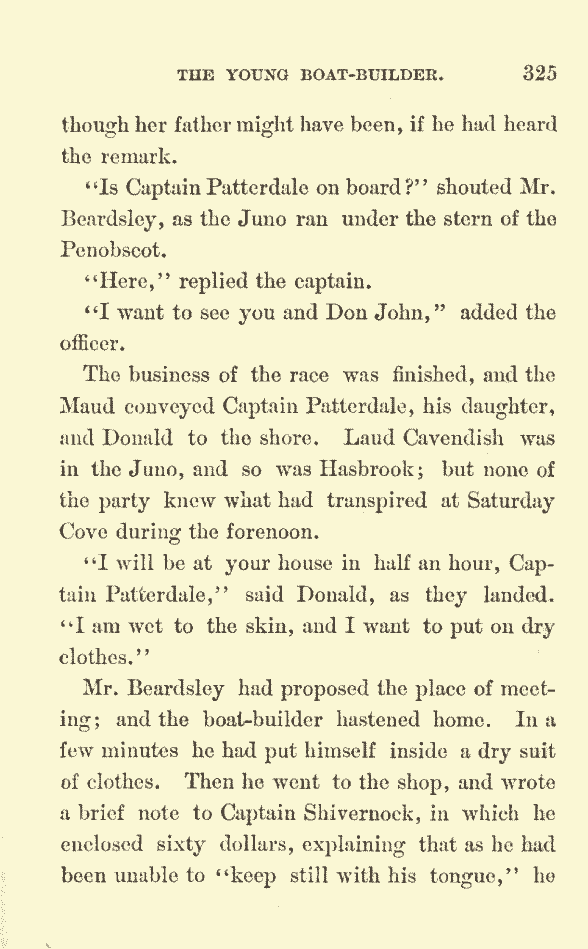 THE YOUNG BOAT-BUILDER. 325
though her father might have been, if he had heard
the remark.
"Is Captain Patterdale on board?" shouted Mr.
Beardsley, as the Juno ran under the stern of the
Penobscot.
"Here," replied the captain.
"I want to see you and Don John," added the
officer.
The business of the race was finished, and the
Maud conveyed Captain Patterdale, his daughter,
and Donald to the shore. Laud Cavendish was
in the Juno, and so was Hasbrook; but none of
the party knew what had transpired at Saturday
Cove during the forenoon.
"I will be at your house in half an hour, Cap-
tain Patterdale," said Donald, as they landed.
"I am wet to the skin, and I want to put on dry
clothes."
Mr. Beardsley had proposed the place of meet-
ing; and the boat-builder hastened home. In a
few minutes he had put himself inside a dry suit
of clothes. Then he went to the shop, and wrote
a brief note to Captain Shivernock, in which he
enclosed sixty dollars, explaining that as he had
been unable to "keep still with his tongue," he